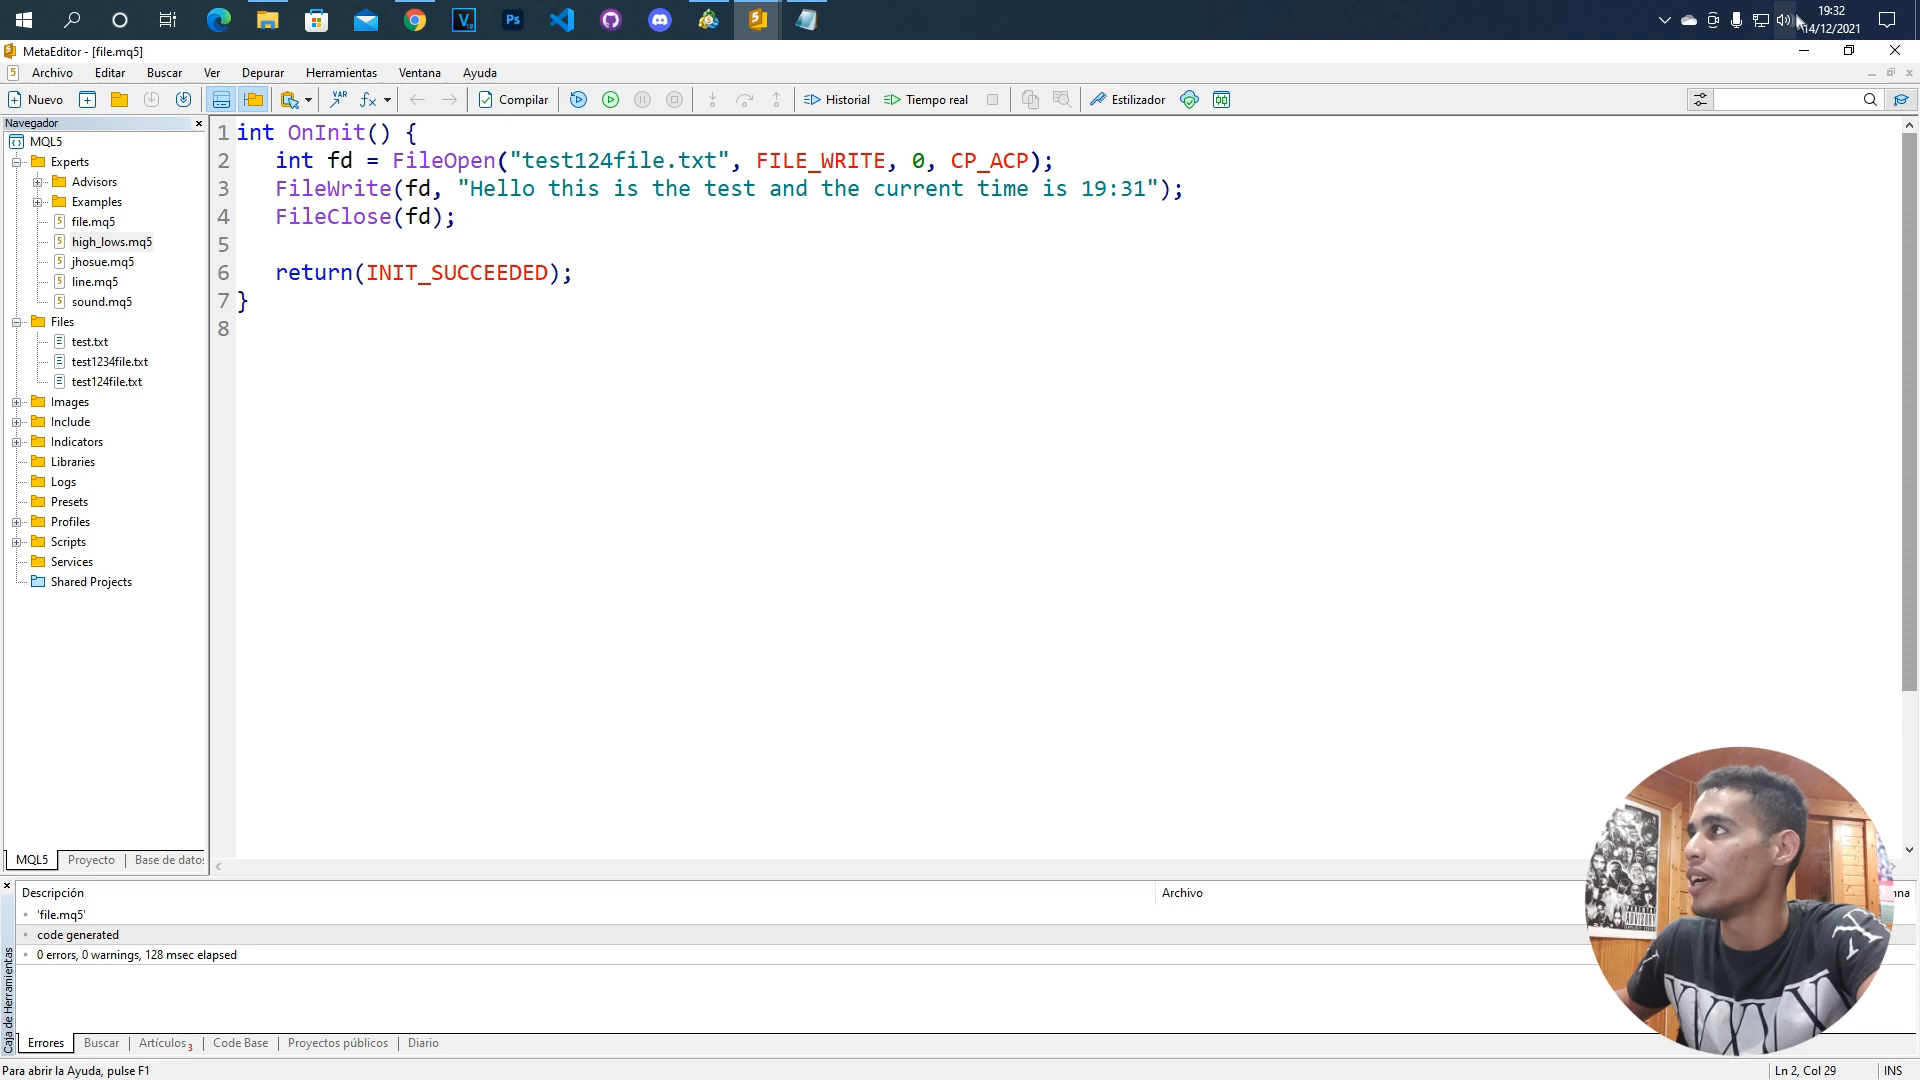 19:32
14/12/2021
MetaEditor - [file.mq5]
Archivo Editar Buscar Ver Depurar Herramientas Ventana Ayuda
Nuevo VAR fx Compilar Historial Tiempo real Estilizador
Navegador
MQL5
Experts
Advisors
Examples
file.mq5
high_lows.mq5
jhosue.mq5
line.mq5
sound.mq5
Files
test.txt
test1234file.txt
test124file.txt
Images
Include
Indicators
Libraries
Logs
Presets
Profiles
Scripts
Services
Shared Projects
MQL5 Proyecto Base de datos
1 int OnInit() {
2 int fd = FileOpen("test124file.txt", FILE_WRITE, 0, CP_ACP);
3 FileWrite(fd, "Hello this is the test and the current time is 19:31");
4 FileClose(fd);
5
6 return(INIT_SUCCEEDED);
7 }
8
Caja de Herramientas
Descripción Archivo nna
'file.mq5'
code generated
0 errors, 0 warnings, 128 msec elapsed
Errores Buscar Artículos 3 Code Base Proyectos públicos Diario
Para abrir la Ayuda, pulse F1 Ln 2, Col 29 INS